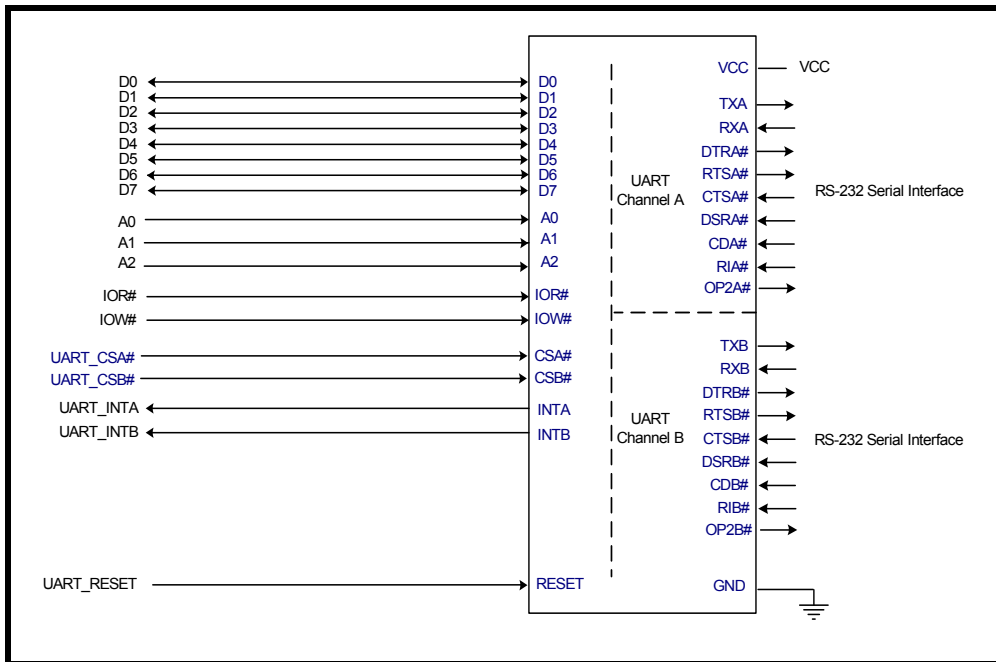 D0
D1
D2
D3
D4
D5
D6
D7
A0
A1
A2
IOR#
IOW#
UART_CSA#
UART_CSB#
UART_INTA
UART_INTB
UART_RESET
D0
D1
D2
D3
D4
D5
D6
D7
A0
A1
A2
IOR#
IOW#
CSA#
CSB#
INTA
INTB
RESET
UART
Channel A
UART
Channel B
VCC
TXA
RXA
DTRA#
RTSA#
CTSA#
DSRA#
CDA#
RIA#
OP2A#
TXB
RXB
DTRB#
RTSB#
CTSB#
DSRB#
CDB#
RIB#
OP2B#
GND
VCC
RS-232 Serial Interface
RS-232 Serial Interface